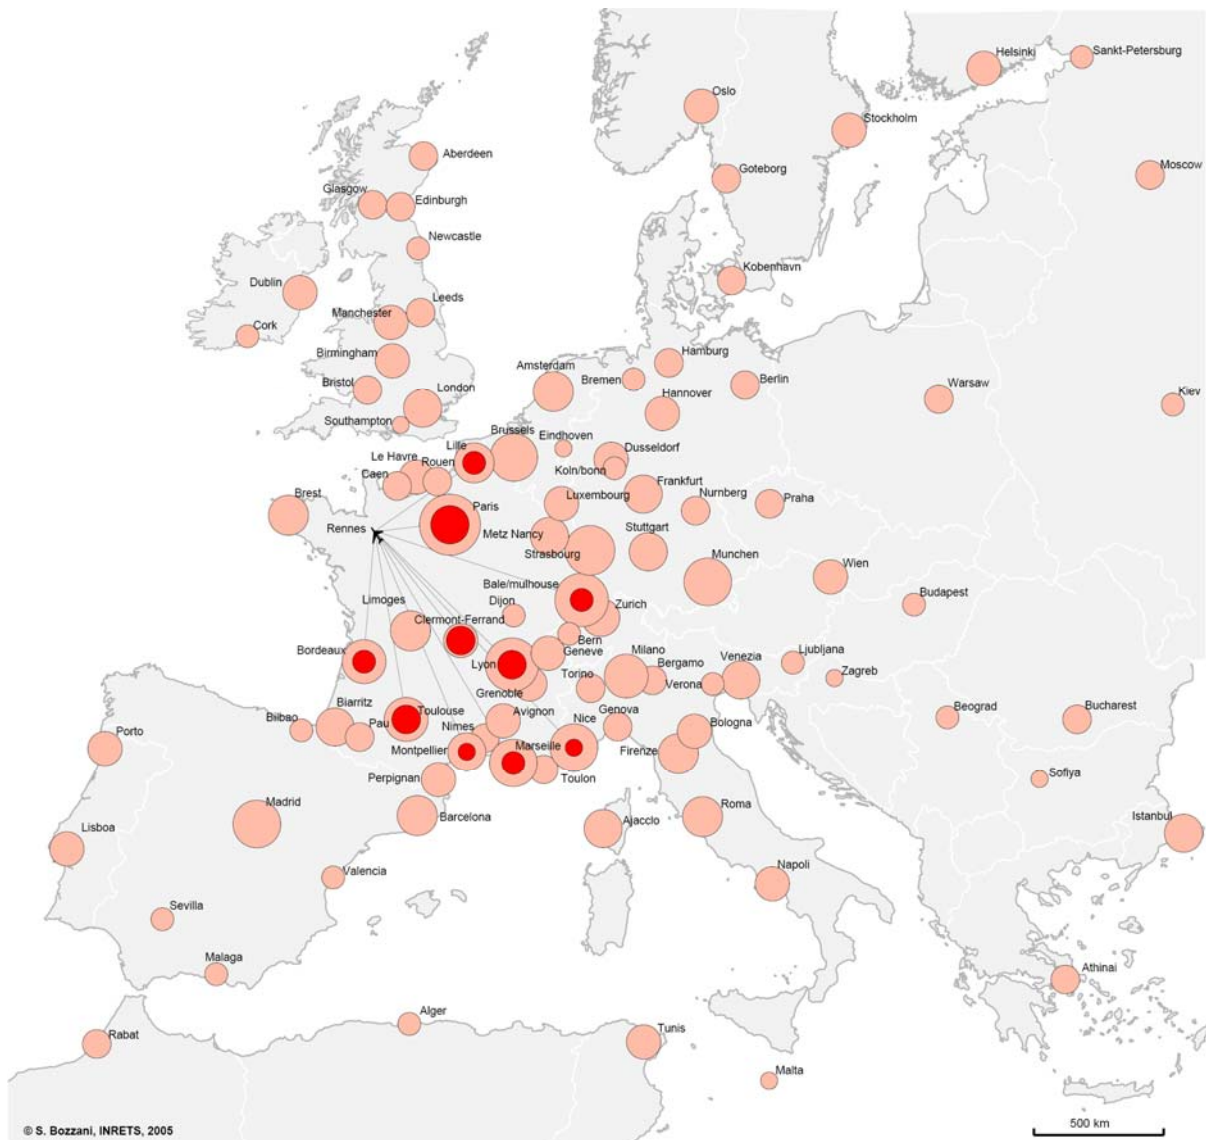 Helsinki
Sankt-Petersburg
Oslo
Stockholm
Aberdeen
Goteborg
Moscow
Glasgow
Edinburgh
Newcastle
Kobenhavn
Dublin
Leeds
Manchester
Cork
Birmingham
Hamburg
Amsterdam
Bremen
Berlin
Bristol
London
Hannover
Warsaw
Kiev
Southampton
Brussels
Eindhoven
Lille
Dusseldorf
Le Havre
Rouen
Koln/bonn
Caen
Frankfurt
Brest
Luxembourg
Nurnberg
Praha
Paris
Rennes
Metz Nancy
Stuttgart
Strasbourg
Munchen
Wien
Bale/mulhouse
Limoges
Dijon
Zurich
Budapest
Clermont-Ferrand
Bern
Bordeaux
Geneve
Milano
Ljubljana
Lyon
Bergamo
Venezia
Torino
Zagreb
Grenoble
Verona
Biarritz
Toulouse
Avignon
Beograd
Bucharest
Bilbao
Pau
Nimes
Nice
Genova
Bologna
Porto
Montpellier
Marseille
Firenze
Perpignan
Toulon
Sofiya
Madrid
Roma
Barcelona
Ajaccio
Istanbul
Lisboa
Valencia
Napoli
Sevilla
Malaga
Athinai
Alger
Tunis
Rabat
Malta
500 km
© S. Bozzani, INRETS, 2005